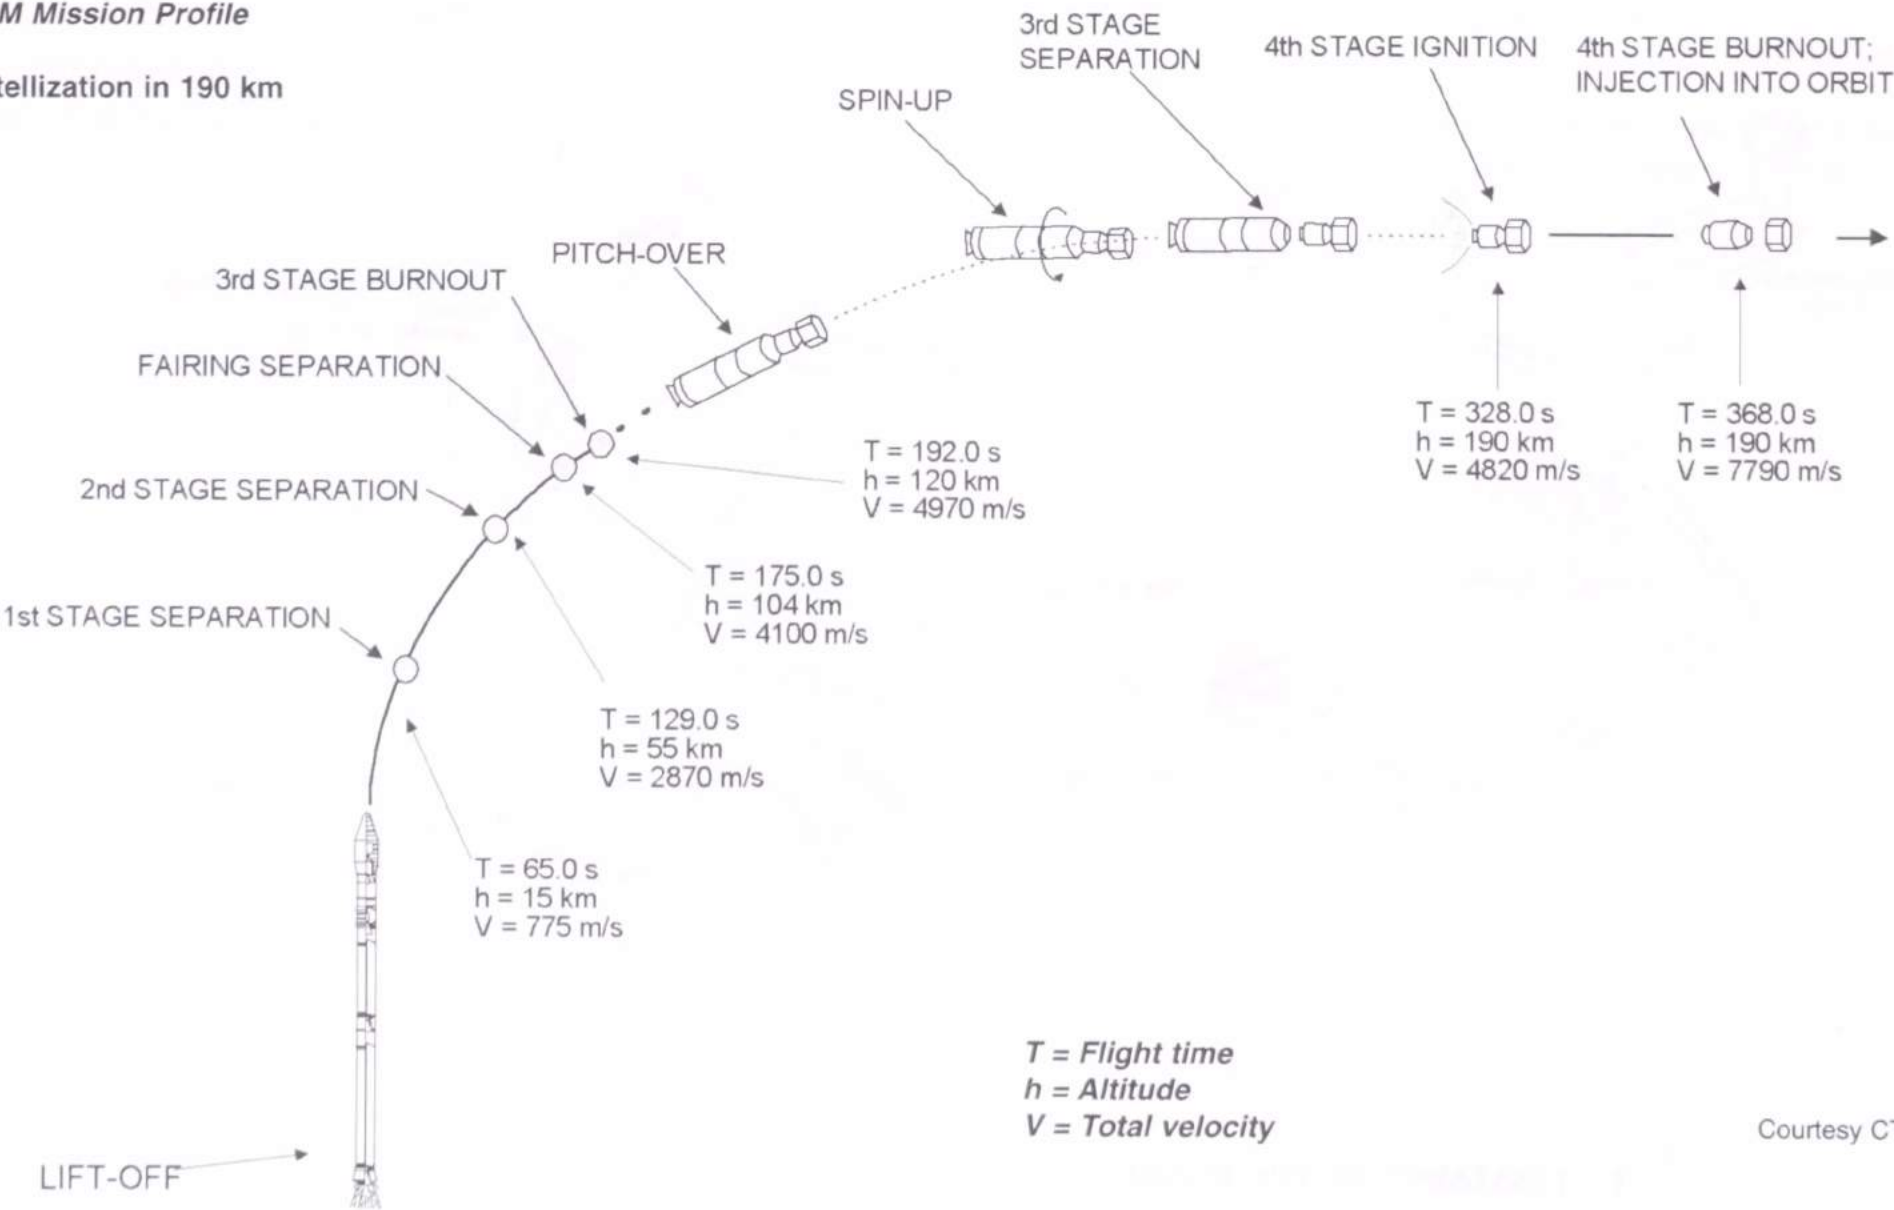 M Mission Profile
tellization in 190 km
3rd STAGE
SEPARATION
4th STAGE IGNITION
4th STAGE BURNOUT;
INJECTION INTO ORBIT
SPIN-UP
PITCH-OVER
3rd STAGE BURNOUT
FAIRING SEPARATION
2nd STAGE SEPARATION
1st STAGE SEPARATION
T = 328.0 s
h = 190 km
V = 4820 m/s
T = 368.0 s
h = 190 km
V = 7790 m/s
T = 192.0 s
h = 120 km
V = 4970 m/s
T = 175.0 s
h = 104 km
V = 4100 m/s
T = 129.0 s
h = 55 km
V = 2870 m/s
T = 65.0 s
h = 15 km
V = 775 m/s
T = Flight time
h = Altitude
V = Total velocity
Courtesy CT
LIFT-OFF